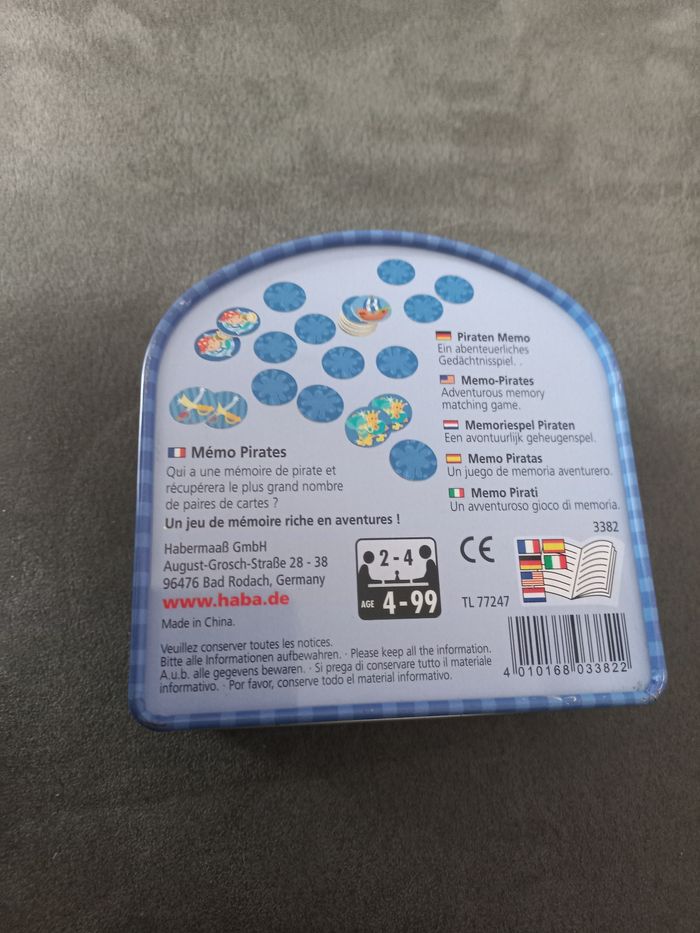 Piraten Memo
Ein abenteuerliches
Gedächtnisspiel. .
Memo-Pirates
Adventurous memory
matching game.
Memoriespel Piraten
Een avontuurlijk geheugenspel.
Memo Piratas
Un juego de memoria aventurero.
Memo Pirati
Un avventuroso gioco di memoria.
3382
Mémo Pirates
Qui a une mémoire de pirate et
récupérera le plus grand nombre
de paires de cartes ?
Un jeu de mémoire riche en aventures !
Habermaaß GmbH
August-Grosch-Straße 28 - 38
96476 Bad Rodach, Germany
www.haba.de
Made in China.
2-4
AGE 4-99
CE
TL 77247
Veuillez conserver toutes les notices.
Bitte alle Informationen aufbewahren. · Please keep all the information.
A.u.b. alle gegevens bewaren. · Si prega di conservare tutto il materiale
informativo. · Por favor, conserve todo el material informativo.
4 010168 033822